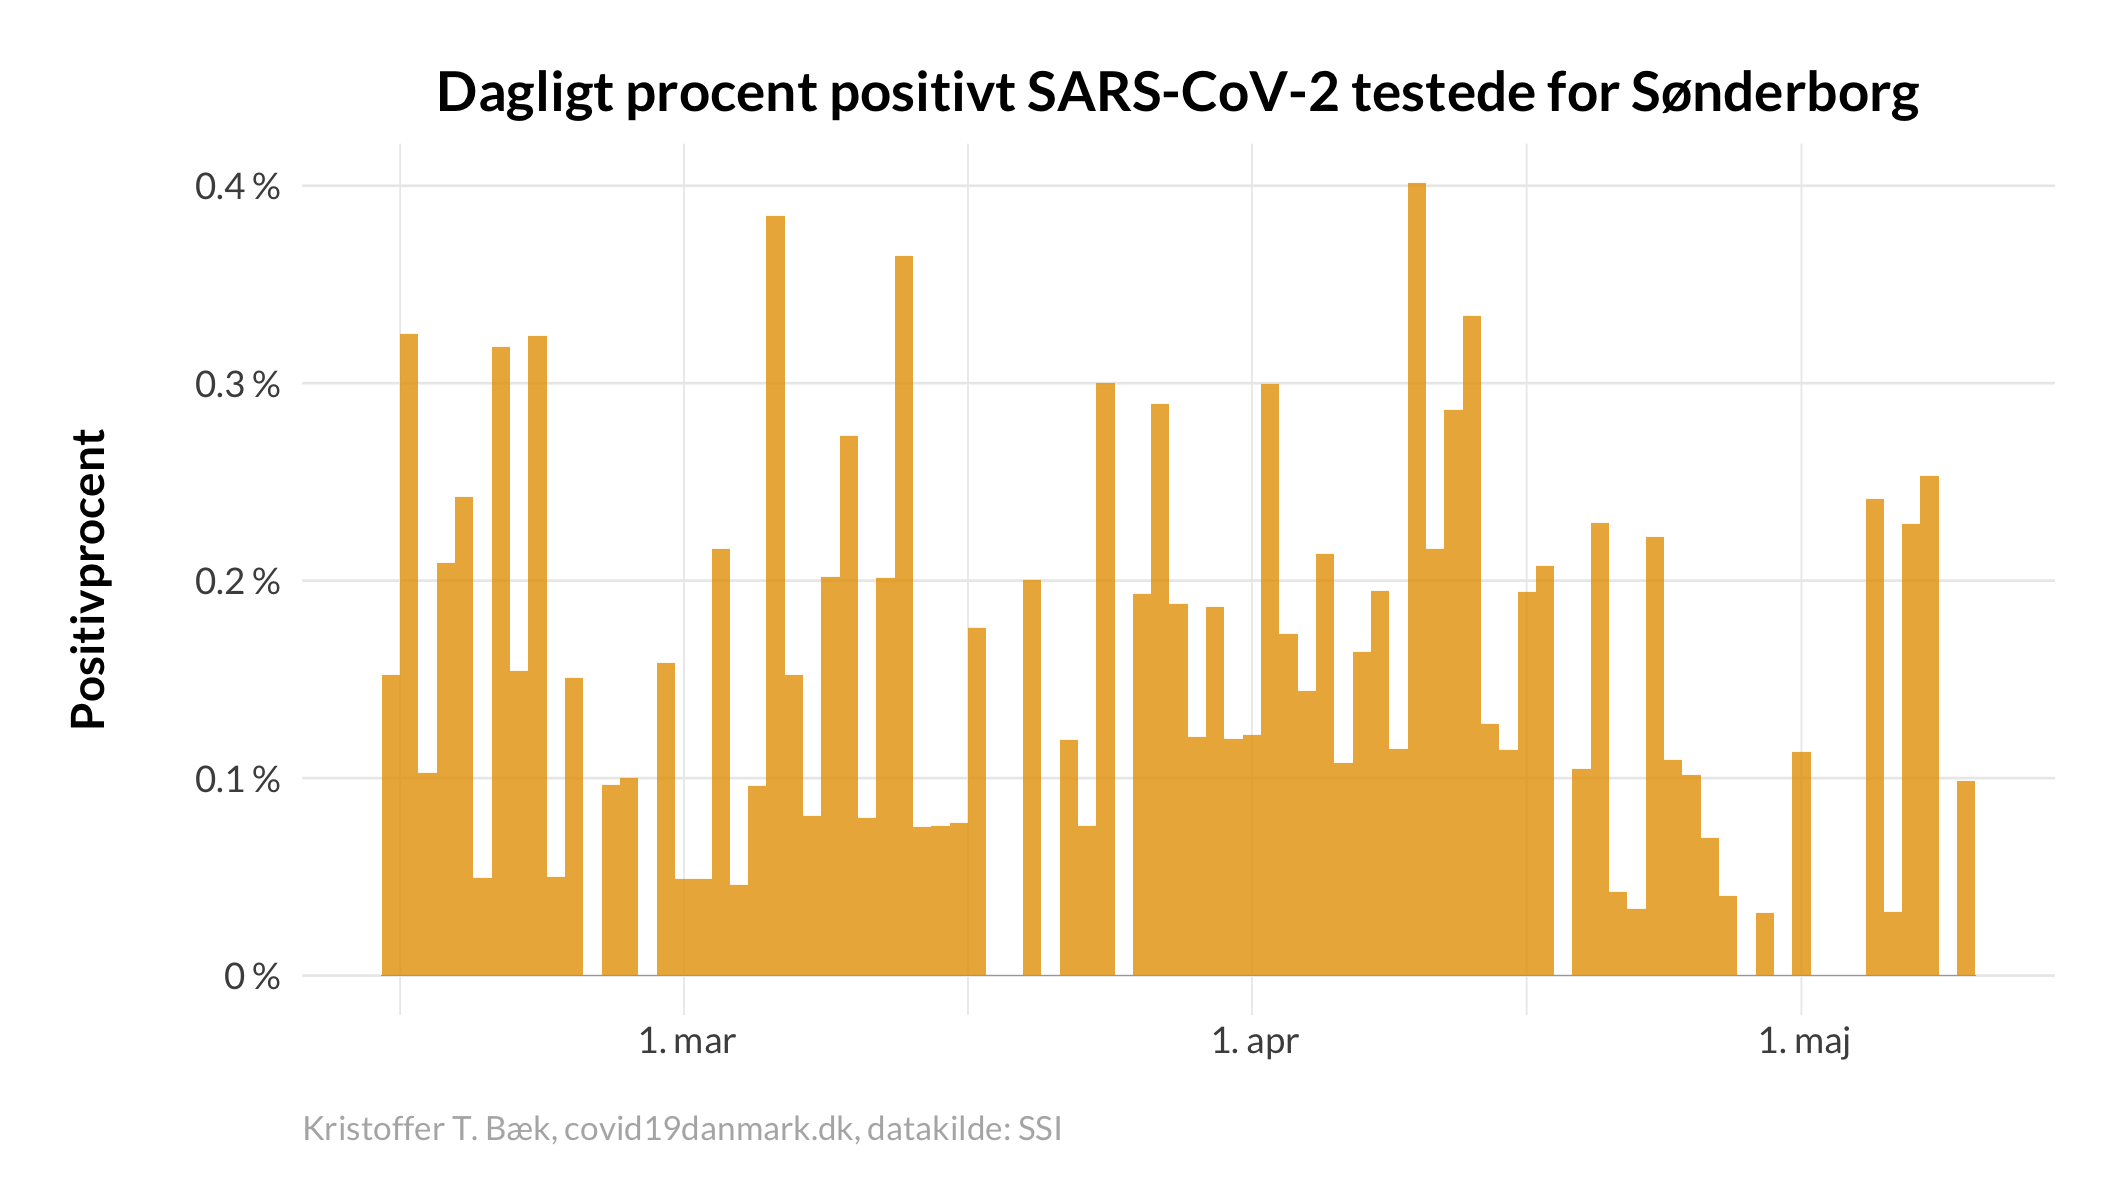 Dagligt procent positivt SARS-CoV-2 testede for Sønderborg
Positivprocent
0.4 %
0.3 %
0.2 %
0.1 %
0 %
1. mar
1. apr
1. maj
Kristoffer T. Bæk, covid19danmark.dk, datakilde: SSI